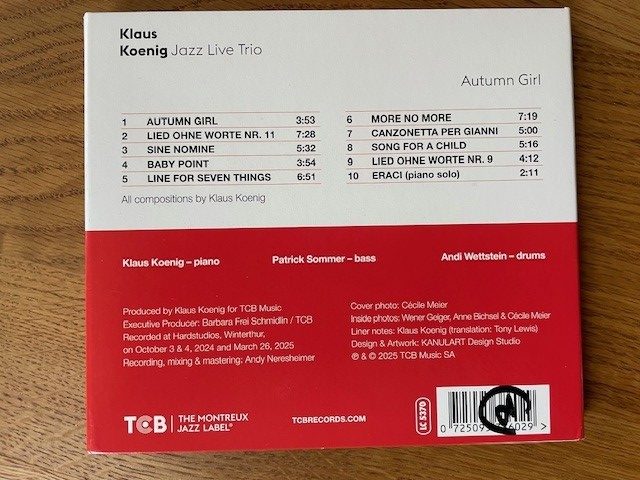 Klaus
Koenig Jazz Live Trio
Autumn Girl
1 AUTUMN GIRL 3:53
2 LIED OHNE WORTE NR. 11 7:28
3 SINE NOMINE 5:32
4 BABY POINT 3:54
5 LINE FOR SEVEN THINGS 6:51
6 MORE NO MORE 7:19
7 CANZONETTA PER GIANNI 5:00
8 SONG FOR A CHILD 5:16
9 LIED OHNE WORTE NR. 9 4:12
10 ERACI (piano solo) 2:11
All compositions by Klaus Koenig
Klaus Koenig – piano
Patrick Sommer – bass
Andi Wettstein – drums
Produced by Klaus Koenig for TCB Music
Executive Producer: Barbara Frei Schmidlin / TCB
Recorded at Hardstudios, Winterthur,
on October 3 & 4, 2024 and March 26, 2025
Recording, mixing & mastering: Andy Neresheimer
Cover photo: Cécile Meier
Inside photos: Wener Geiger, Anne Bichsel & Cécile Meier
Liner notes: Klaus Koenig (translation: Tony Lewis)
Design & Artwork: KANULART Design Studio
℗ & © 2025 TCB Music SA
TCB | THE MONTREUX
JAZZ LABEL®
TCBRECORDS.COM
LC 5370